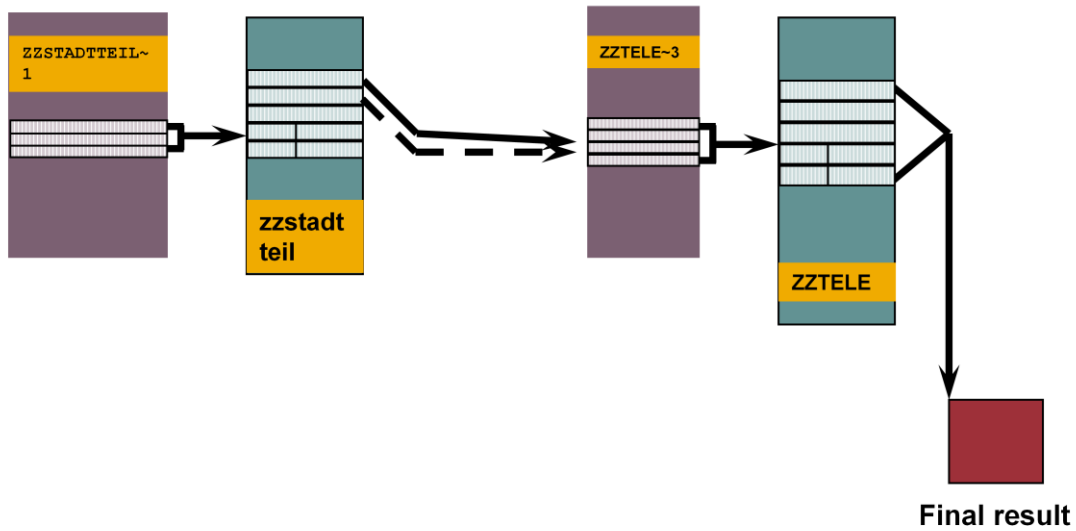 ZZSTADTTEIL~
1
ZZTELE~3
zzstadt
teil
ZZTELE
Final result